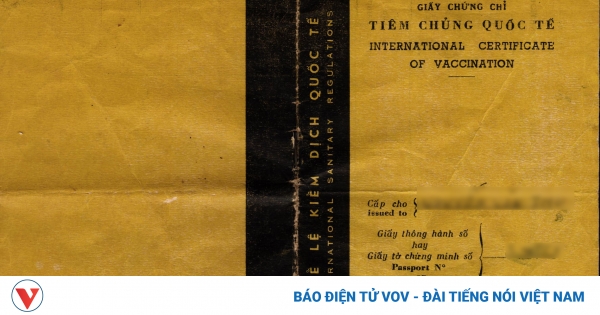 LỆ KIỂM DỊCH QUỐC TẾ
RNATIONAL SANITARY REGULATIONS
GIẤY CHỨNG CHỈ
TIÊM CHỦNG QUỐC TẾ
INTERNATIONAL CERTIFICATE
OF VACCINATION
Cấp cho
issued to
Giấy thông hành số
hay
Giấy tờ chứng minh số
Passport Nº
BÁO ĐIỆN TỬ VOV - ĐÀI TIẾNG NÓI VIỆT NAM